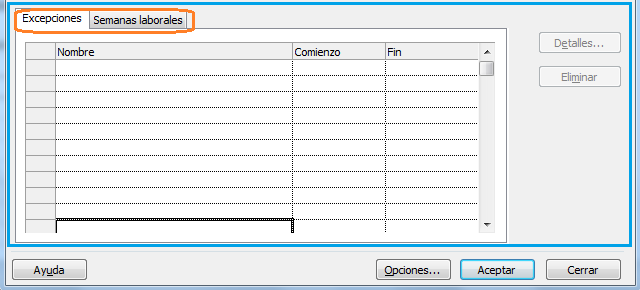 Excepciones Semanas laborales
Nombre Comienzo Fin
Detalles...
Eliminar
Ayuda Opciones... Aceptar Cerrar